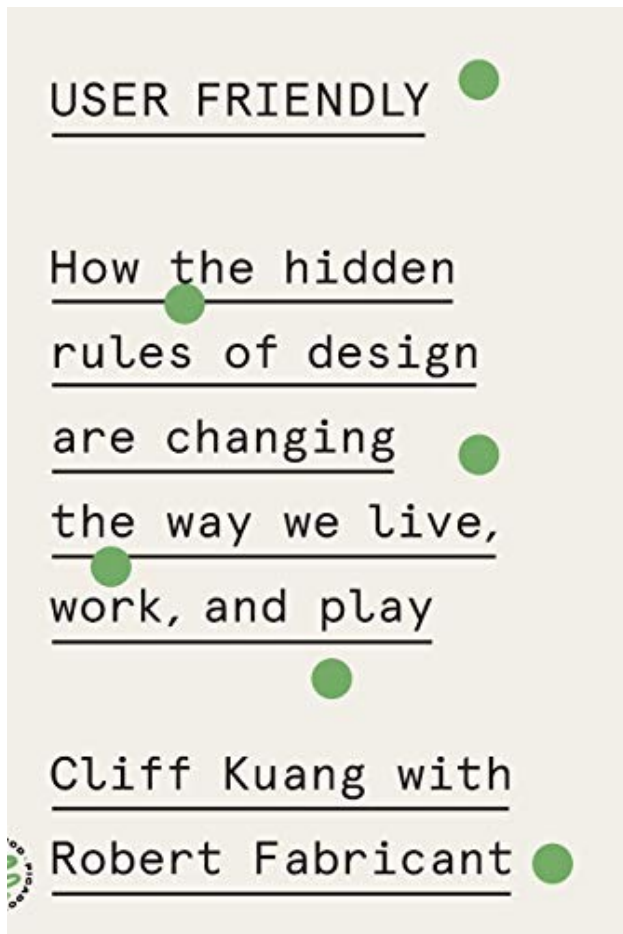 USER FRIENDLY
How the hidden
rules of design
are changing
the way we live,
work, and play
Cliff Kuang with
Robert Fabricant